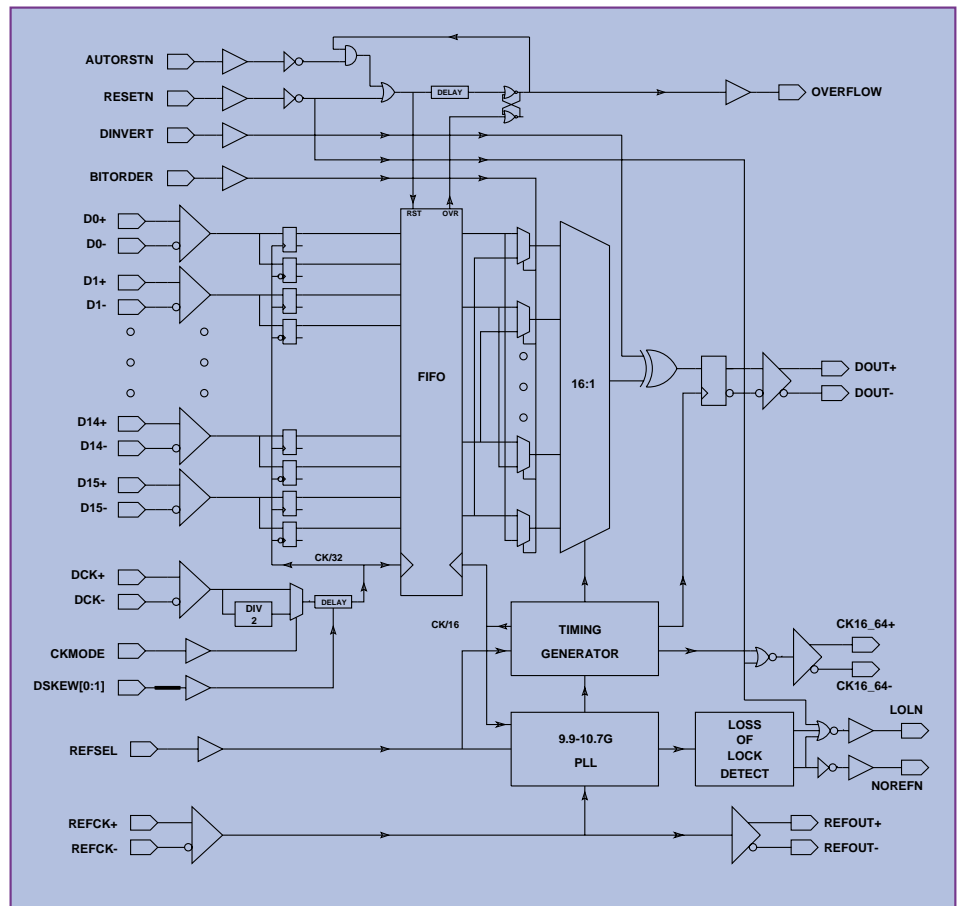 AUTORSTN
RESETN
DELAY
OVERFLOW
DINVERT
BITORDER
RST OVR
D0+
D0-
D1+
D1-
FIFO
16:1
DOUT+
DOUT-
D14+
D14-
D15+
D15-
CK/32
DCK+
DCK-
DIV
2
DELAY
CK/16
TIMING
GENERATOR
CK16_64+
CK16_64-
CKMODE
DSKEW[0:1]
LOLN
REFSEL
9.9-10.7G
PLL
LOSS
OF
LOCK
DETECT
NOREFN
REFCK+
REFCK-
REFOUT+
REFOUT-